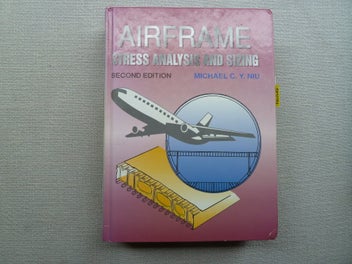 AIRFRAME
STRESS ANALYSIS AND SIZING
SECOND EDITION MICHAEL C. Y. NIU